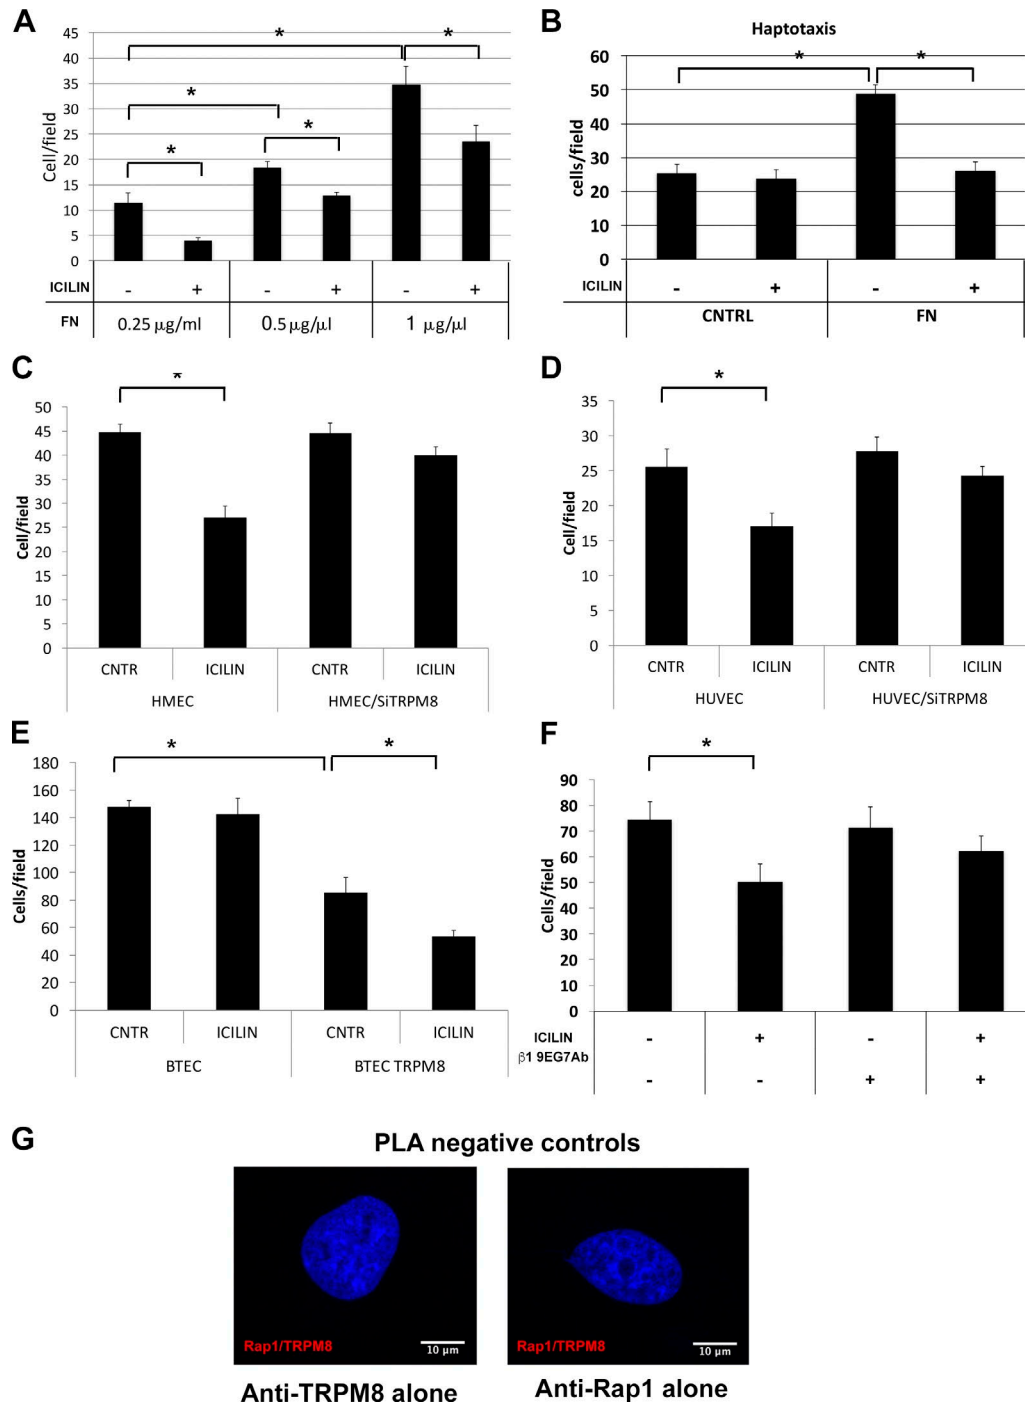 A
45
40
35
30
25
20
15
10
5
0
Cell/field
* *
* *
*
ICILIN - + - + - +
FN 0.25 µg/ml 0.5 µg/µl 1 µg/µl
B
Haptotaxis
60
50
40
30
20
10
0
cells/field
* *
ICILIN - + - +
CNTRL FN
C
50
45
40
35
30
25
20
15
10
5
0
Cell/field
*
CNTR ICILIN CNTR ICILIN
HMEC HMEC/SiTRPM8
D
35
30
25
20
15
10
5
0
Cell/field
*
CNTR ICILIN CNTR ICILIN
HUVEC HUVEC/SiTRPM8
E
180
160
140
120
100
80
60
40
20
0
Cells/field
* *
CNTR ICILIN CNTR ICILIN
BTEC BTEC TRPM8
F
90
80
70
60
50
40
30
20
10
0
Cells/field
*
ICILIN - + - +
β1 9EG7Ab - - + +
G
PLA negative controls
Rap1/TRPM8 10 µm
Rap1/TRPM8 10 µm
Anti-TRPM8 alone Anti-Rap1 alone